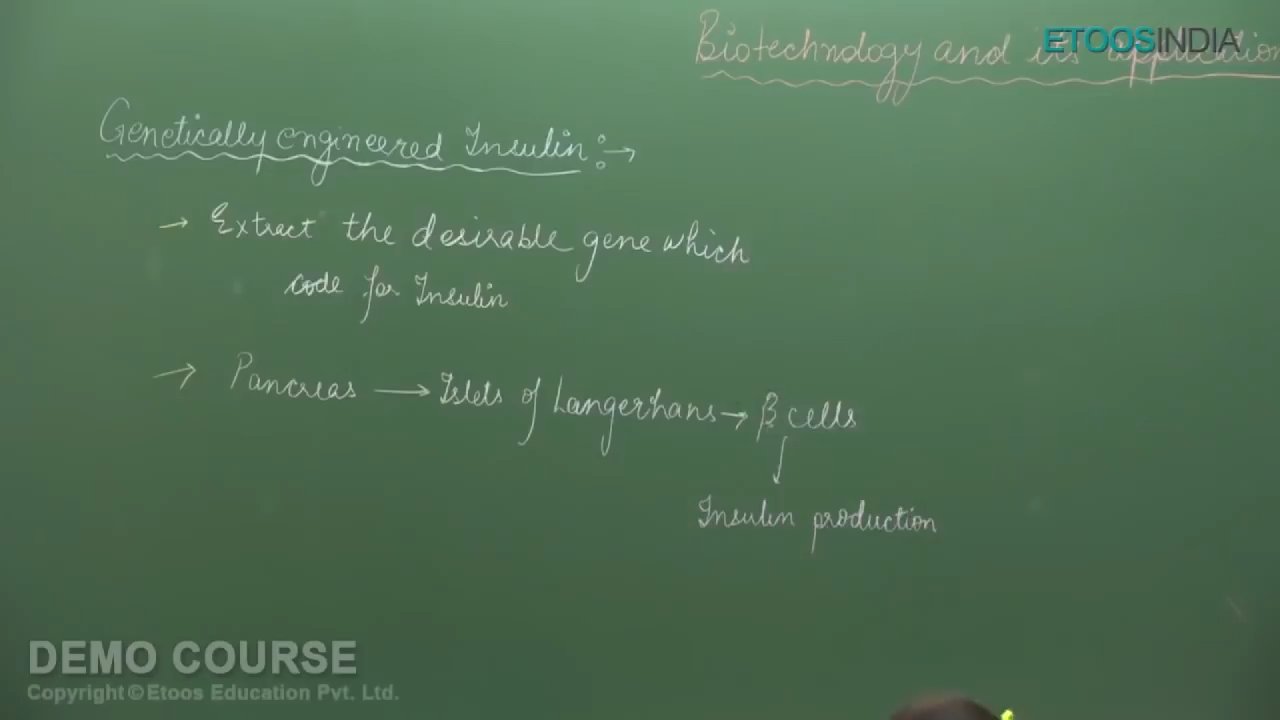 Biotechnology and its application
ETOOSINDIA
Genetically engineered Insulin :→
→ Extract the desirable gene which
code for Insulin
→ Pancreas → Islets of Langerhans → β cells
↓
Insulin production
DEMO COURSE
Copyright © Etoos Education Pvt. Ltd.